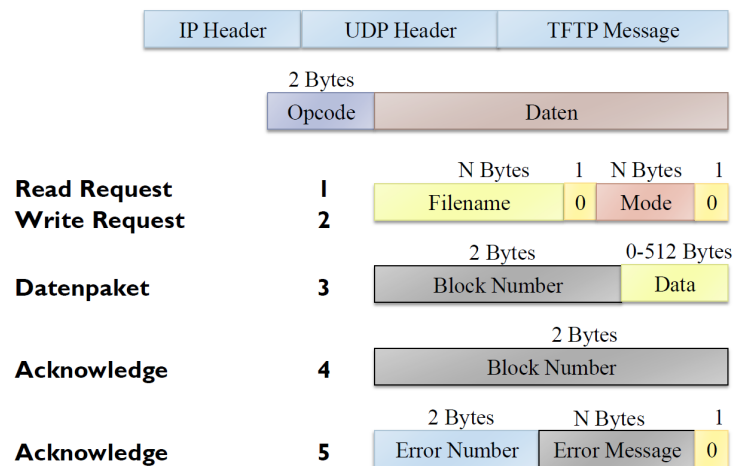 IP Header UDP Header TFTP Message
2 Bytes
Opcode Daten
N Bytes 1 N Bytes 1
Read Request 1 Filename 0 Mode 0
Write Request 2
2 Bytes 0-512 Bytes
Datenpaket 3 Block Number Data
2 Bytes
Acknowledge 4 Block Number
2 Bytes N Bytes 1
Acknowledge 5 Error Number Error Message 0